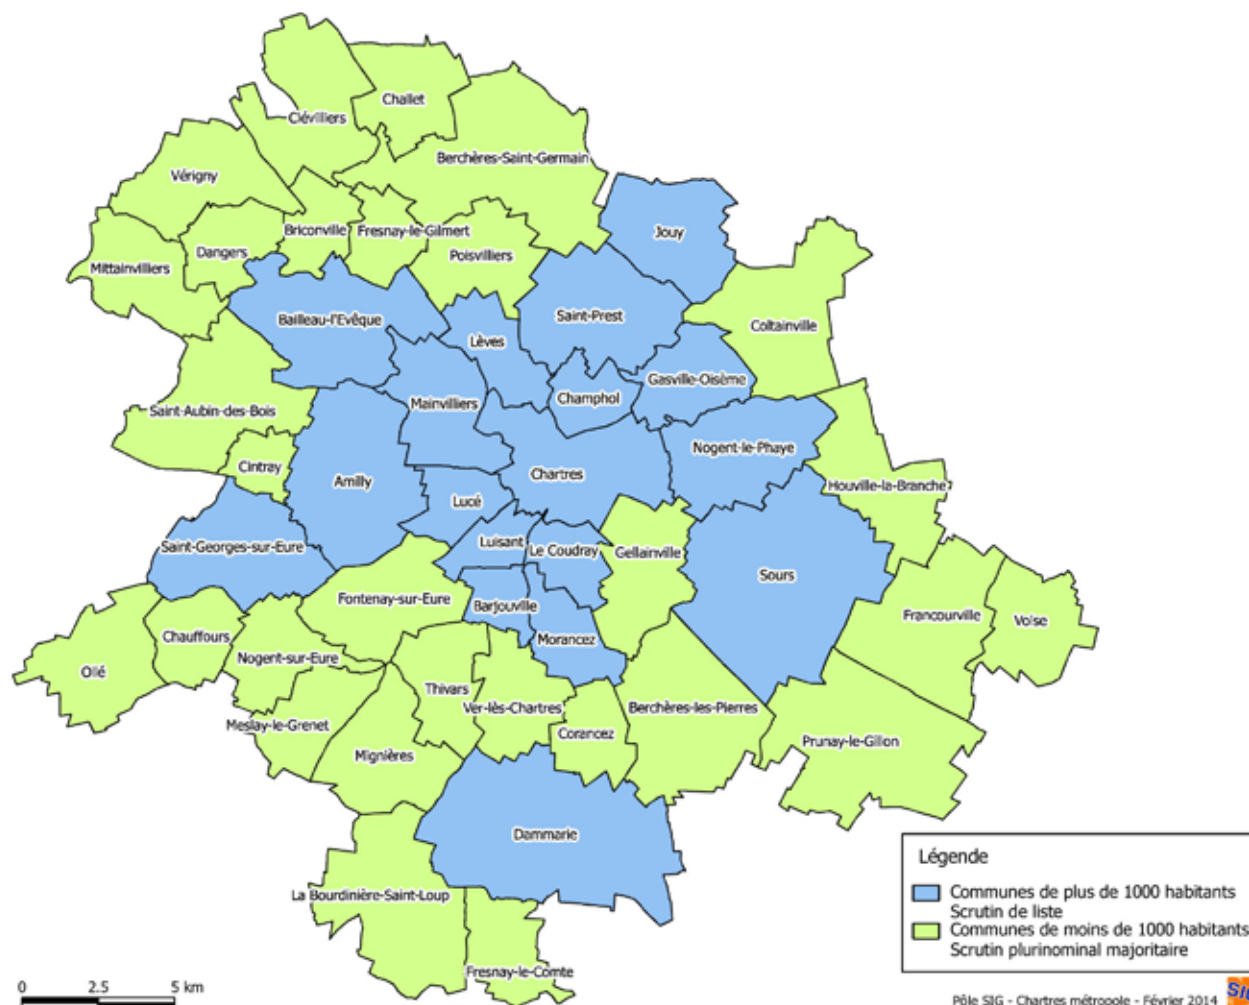 Clévilliers
Challet
Berchères-Saint-Germain
Vérigny
Jouy
Briconville
Fresnay-le-Gilmert
Dangers
Poisvilliers
Mittainvilliers
Saint-Prest
Bailleau-l'Evêque
Coltainville
Lèves
Gasville-Oisème
Champhol
Mainvilliers
Saint-Aubin-des-Bois
Nogent-le-Phaye
Cintray
Chartres
Amilly
Houville-la-Branche
Lucé
Luisant
Saint-Georges-sur-Eure
Le Coudray
Gellainville
Sours
Fontenay-sur-Eure
Barjouville
Francourville
Voise
Chauffours
Morancez
Nogent-sur-Eure
Ollé
Thivars
Ver-lès-Chartres
Berchères-les-Pierres
Meslay-le-Grenet
Corancez
Prunay-le-Gillon
Mignières
Dammarie
La Bourdinière-Saint-Loup
Fresnay-le-Comte
Légende
Communes de plus de 1000 habitants
Scrutin de liste
Communes de moins de 1000 habitants
Scrutin plurinominal majoritaire
0 2.5 5 km
Pôle SIG - Chartres métropole - Février 2014